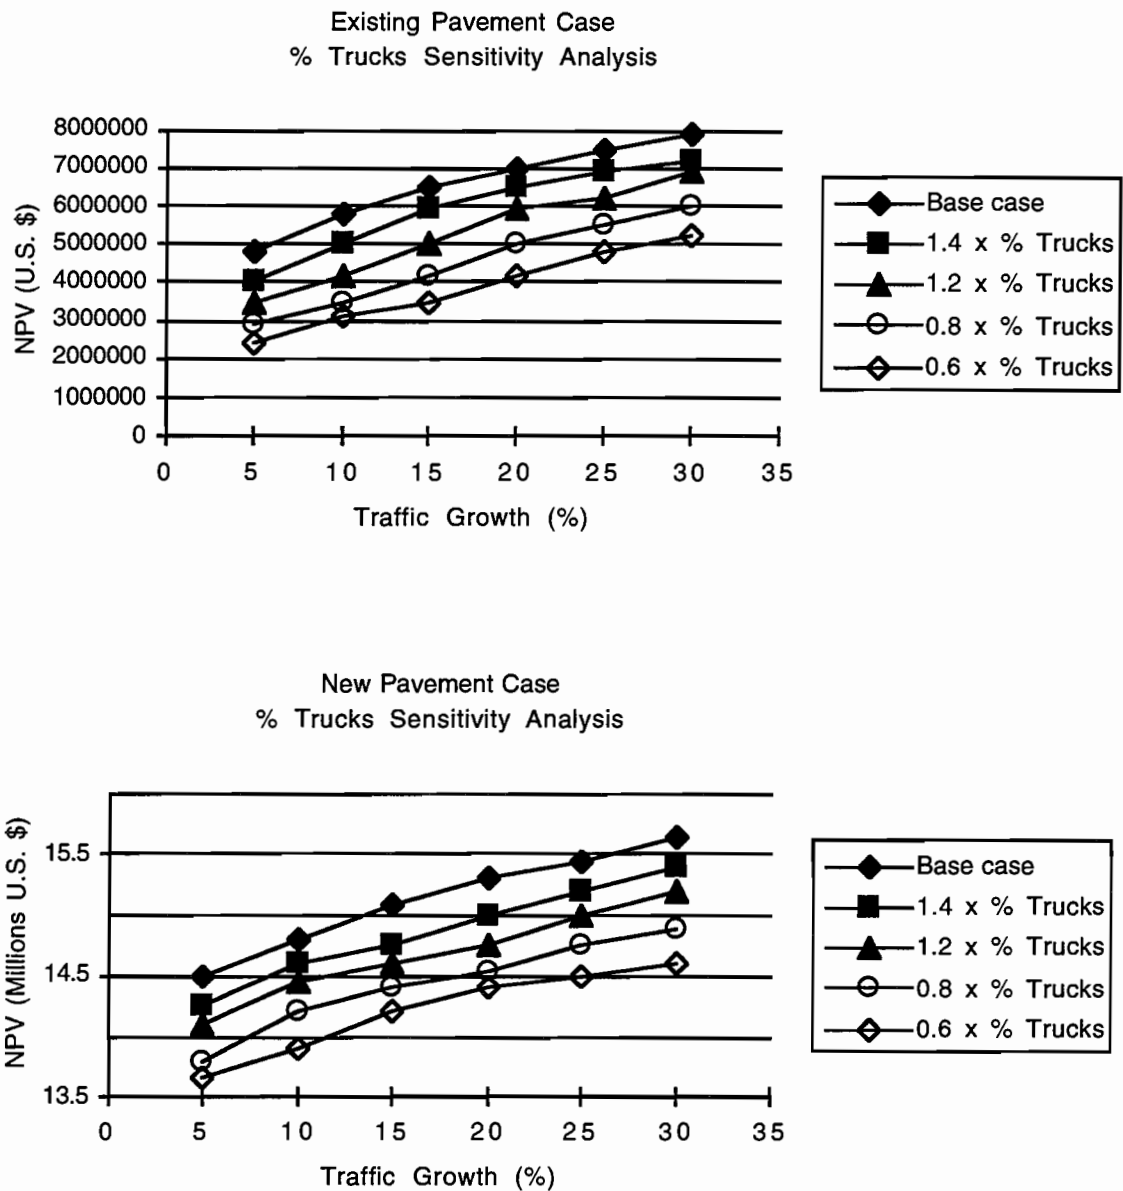 Existing Pavement Case
% Trucks Sensitivity Analysis
8000000
7000000
6000000
5000000
4000000
3000000
2000000
1000000
0
NPV (U.S. $)
0 5 10 15 20 25 30 35
Traffic Growth (%)
Base case
1.4 x % Trucks
1.2 x % Trucks
0.8 x % Trucks
0.6 x % Trucks
New Pavement Case
% Trucks Sensitivity Analysis
15.5
14.5
13.5
NPV (Millions U.S. $)
0 5 10 15 20 25 30 35
Traffic Growth (%)
Base case
1.4 x % Trucks
1.2 x % Trucks
0.8 x % Trucks
0.6 x % Trucks